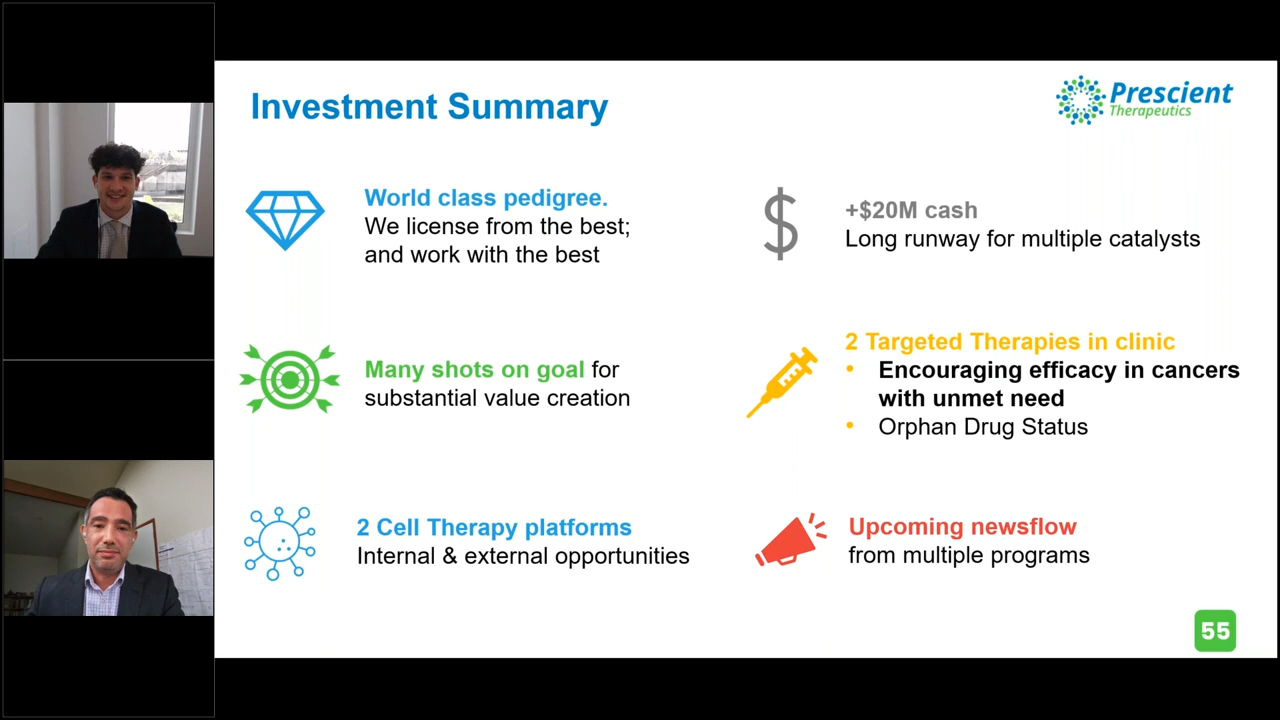 Investment Summary
Prescient
Therapeutics
World class pedigree.
We license from the best;
and work with the best
+$20M cash
Long runway for multiple catalysts
Many shots on goal for
substantial value creation
2 Targeted Therapies in clinic
• Encouraging efficacy in cancers
with unmet need
• Orphan Drug Status
2 Cell Therapy platforms
Internal & external opportunities
Upcoming newsflow
from multiple programs
55